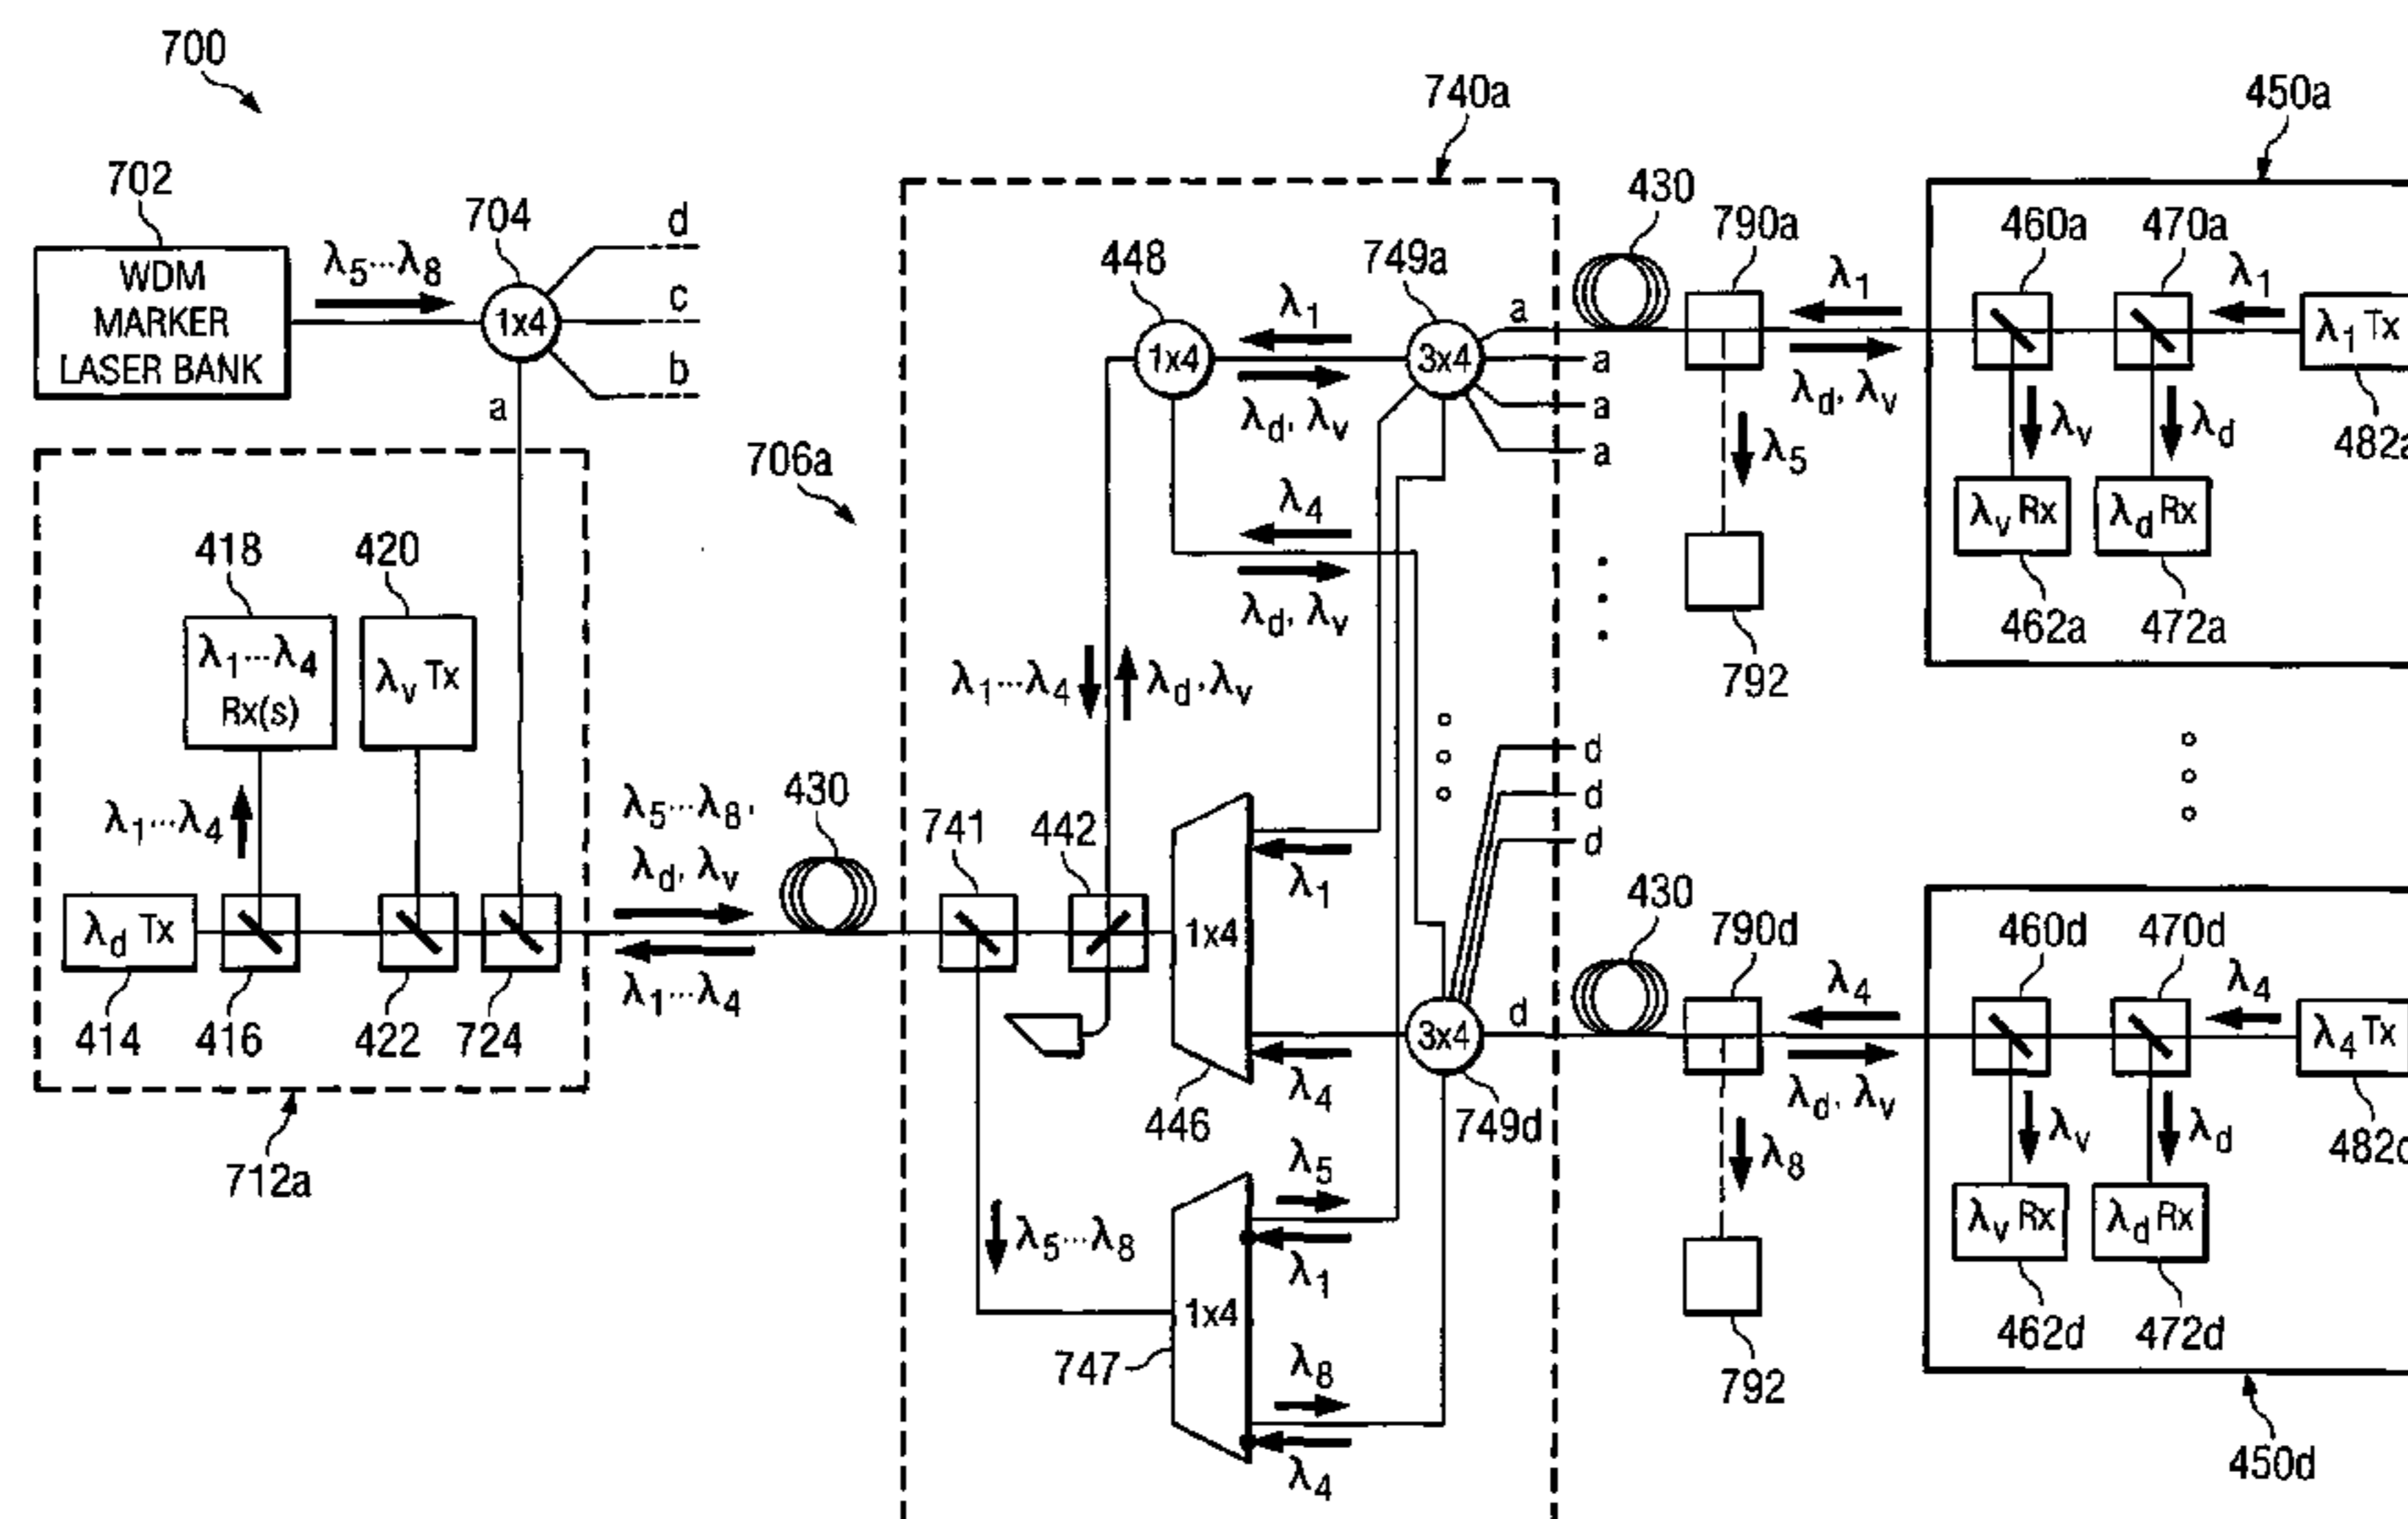 700
740a
450a
702
704
d
430
790a
460a
470a
WDM
MARKER
LASER BANK
λ5...λ8
1x4
c
b
a
448
749a
λ1
1x4
3x4
λd, λv
a
a
a
a
λ1
λd, λv
λ1
λ1 Tx
λv
λd
λ5
λv Rx
λd Rx
462a
472a
792
706a
λ4
λd, λv
418
420
λ1...λ4
Rx(s)
λv Tx
λ1...λ4
λd, λv
d
d
d
λ1...λ4
λ5...λ8,
λd, λv
430
741
442
1x4
λ1
430
790d
460d
470d
λd Tx
λ1...λ4
414
416
422
724
3x4
d
λ4
λd, λv
λ4
λ4 Tx
λ4
446
749d
712a
λ8
λv
λd
λv Rx
λd Rx
462d
472d
λ5...λ8
λ5
λ1
1x4
747
λ8
λ4
792
450d